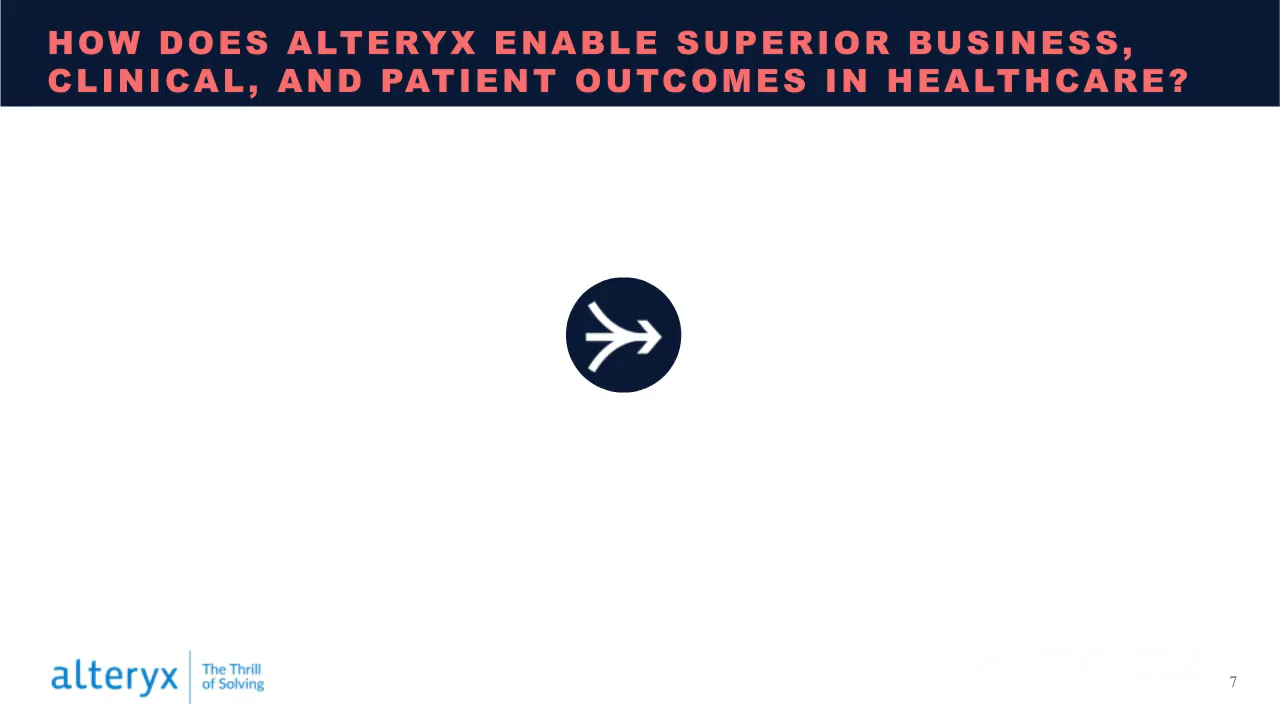 HOW DOES ALTERYX ENABLE SUPERIOR BUSINESS,
CLINICAL, AND PATIENT OUTCOMES IN HEALTHCARE?
alteryx
The Thrill
of Solving
7